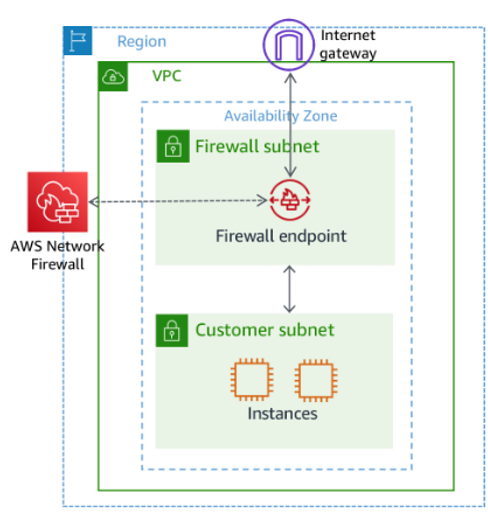 Internet
gateway
Region
VPC
Availability Zone
Firewall subnet
Firewall endpoint
AWS Network
Firewall
Customer subnet
Instances